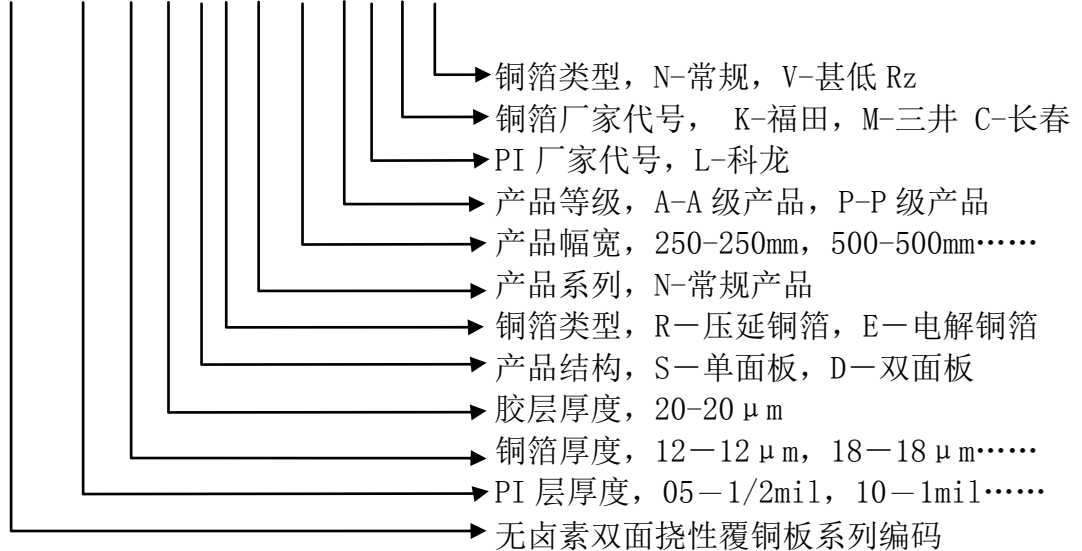 铜箔类型，N-常规，V-甚低 Rz
铜箔厂家代号， K-福田，M-三井 C-长春
PI 厂家代号，L-科龙
产品等级，A-A 级产品，P-P 级产品
产品幅宽，250-250mm，500-500mm……
产品系列，N-常规产品
铜箔类型，R－压延铜箔，E－电解铜箔
产品结构，S－单面板，D－双面板
胶层厚度，20-20μm
铜箔厚度，12－12μm，18－18μm……
PI 层厚度，05－1/2mil，10－1mil……
无卤素双面挠性覆铜板系列编码